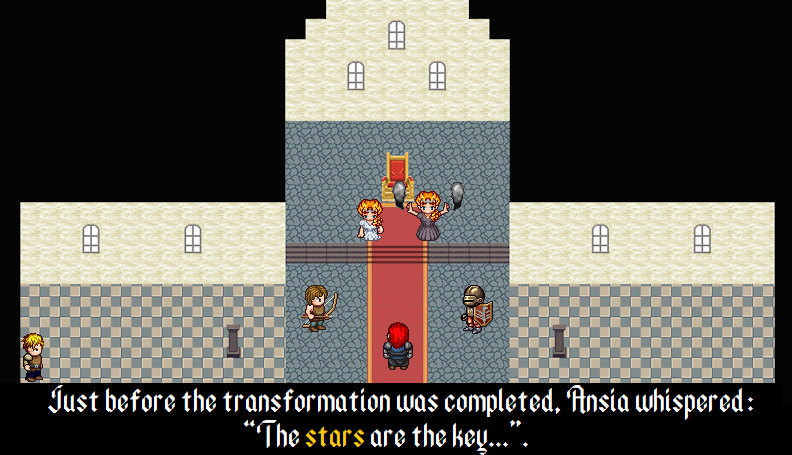 Just before the transformation was completed, Ansia whispered:
“The stars are the key...”.